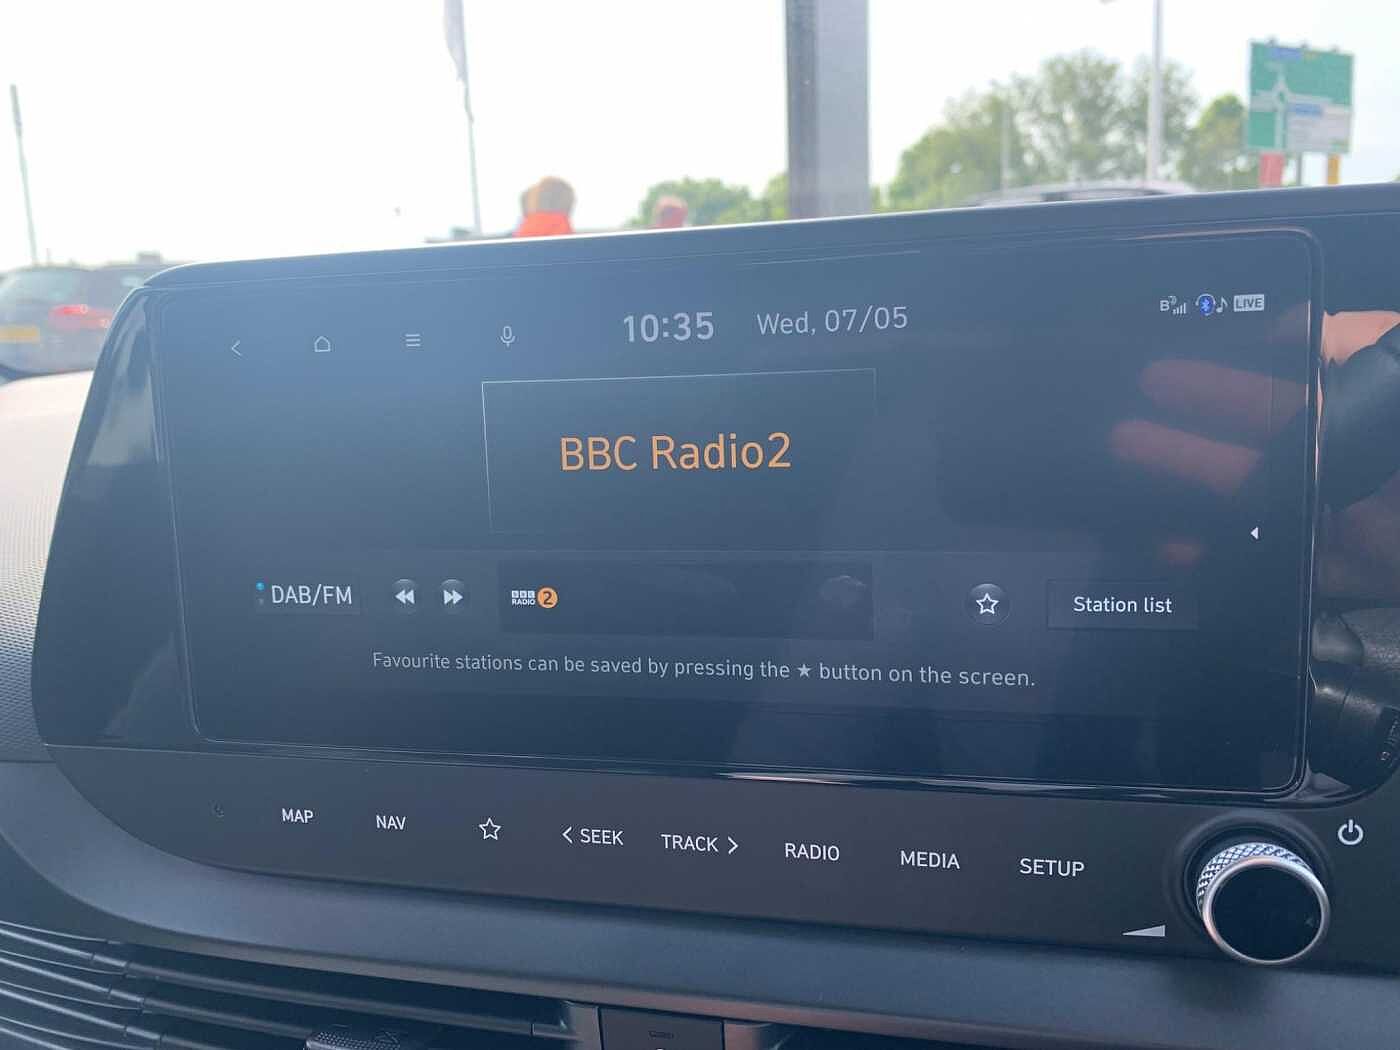 10:35 Wed, 07/05
B LIVE
BBC Radio2
DAB/FM
BBC
RADIO 2
Station list
Favourite stations can be saved by pressing the ★ button on the screen.
MAP NAV < SEEK TRACK > RADIO MEDIA SETUP